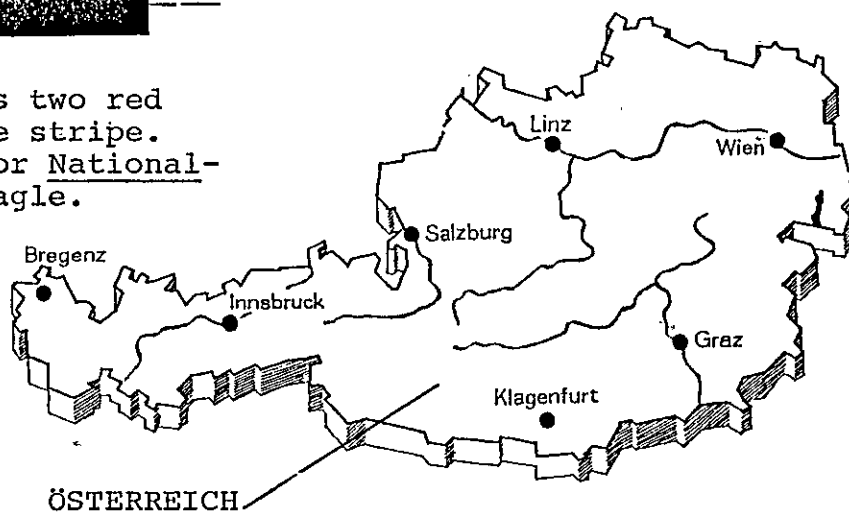 s two red
e stripe.
or National-
agle.
Linz
Wien
Salzburg
Bregenz
Innsbruck
Graz
Klagenfurt
ÖSTERREICH